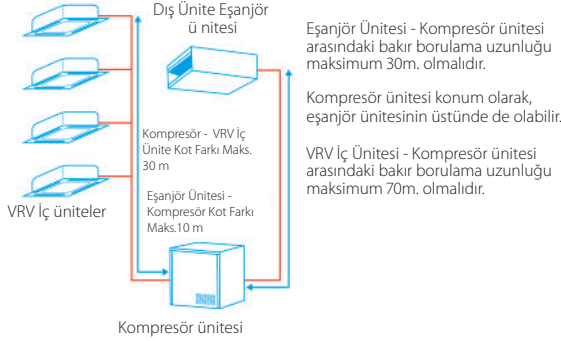 Dış Ünite Eşanjör
ü nitesi
Eşanjör Ünitesi - Kompresör ünitesi
arasındaki bakır borulama uzunluğu
maksimum 30m. olmalıdır.
Kompresör ünitesi konum olarak,
eşanjör ünitesinin üstünde de olabilir.
VRV İç Ünitesi - Kompresör ünitesi
arasındaki bakır borulama uzunluğu
maksimum 70m. olmalıdır.
Kompresör - VRV İç
Ünite Kot Farkı Maks.
30 m
Eşanjör Ünitesi -
Kompresör Kot Farkı
Maks.10 m
VRV İç üniteler
Kompresör ünitesi